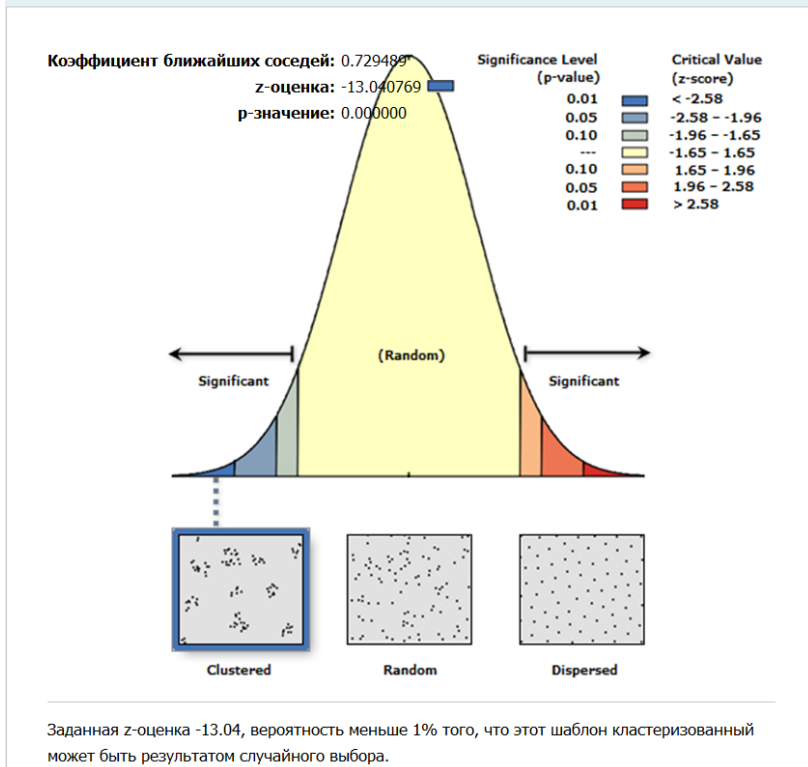 Коэффициент ближайших соседей: 0.729489
z-оценка: -13.040769
p-значение: 0.000000
Significance Level
(p-value)
Critical Value
(z-score)
0.01 < -2.58
0.05 -2.58 – -1.96
0.10 -1.96 – -1.65
--- -1.65 – 1.65
0.10 1.65 – 1.96
0.05 1.96 – 2.58
0.01 > 2.58
(Random)
Significant Significant
Clustered Random Dispersed
Заданная z-оценка -13.04, вероятность меньше 1% того, что этот шаблон кластеризованный
может быть результатом случайного выбора.